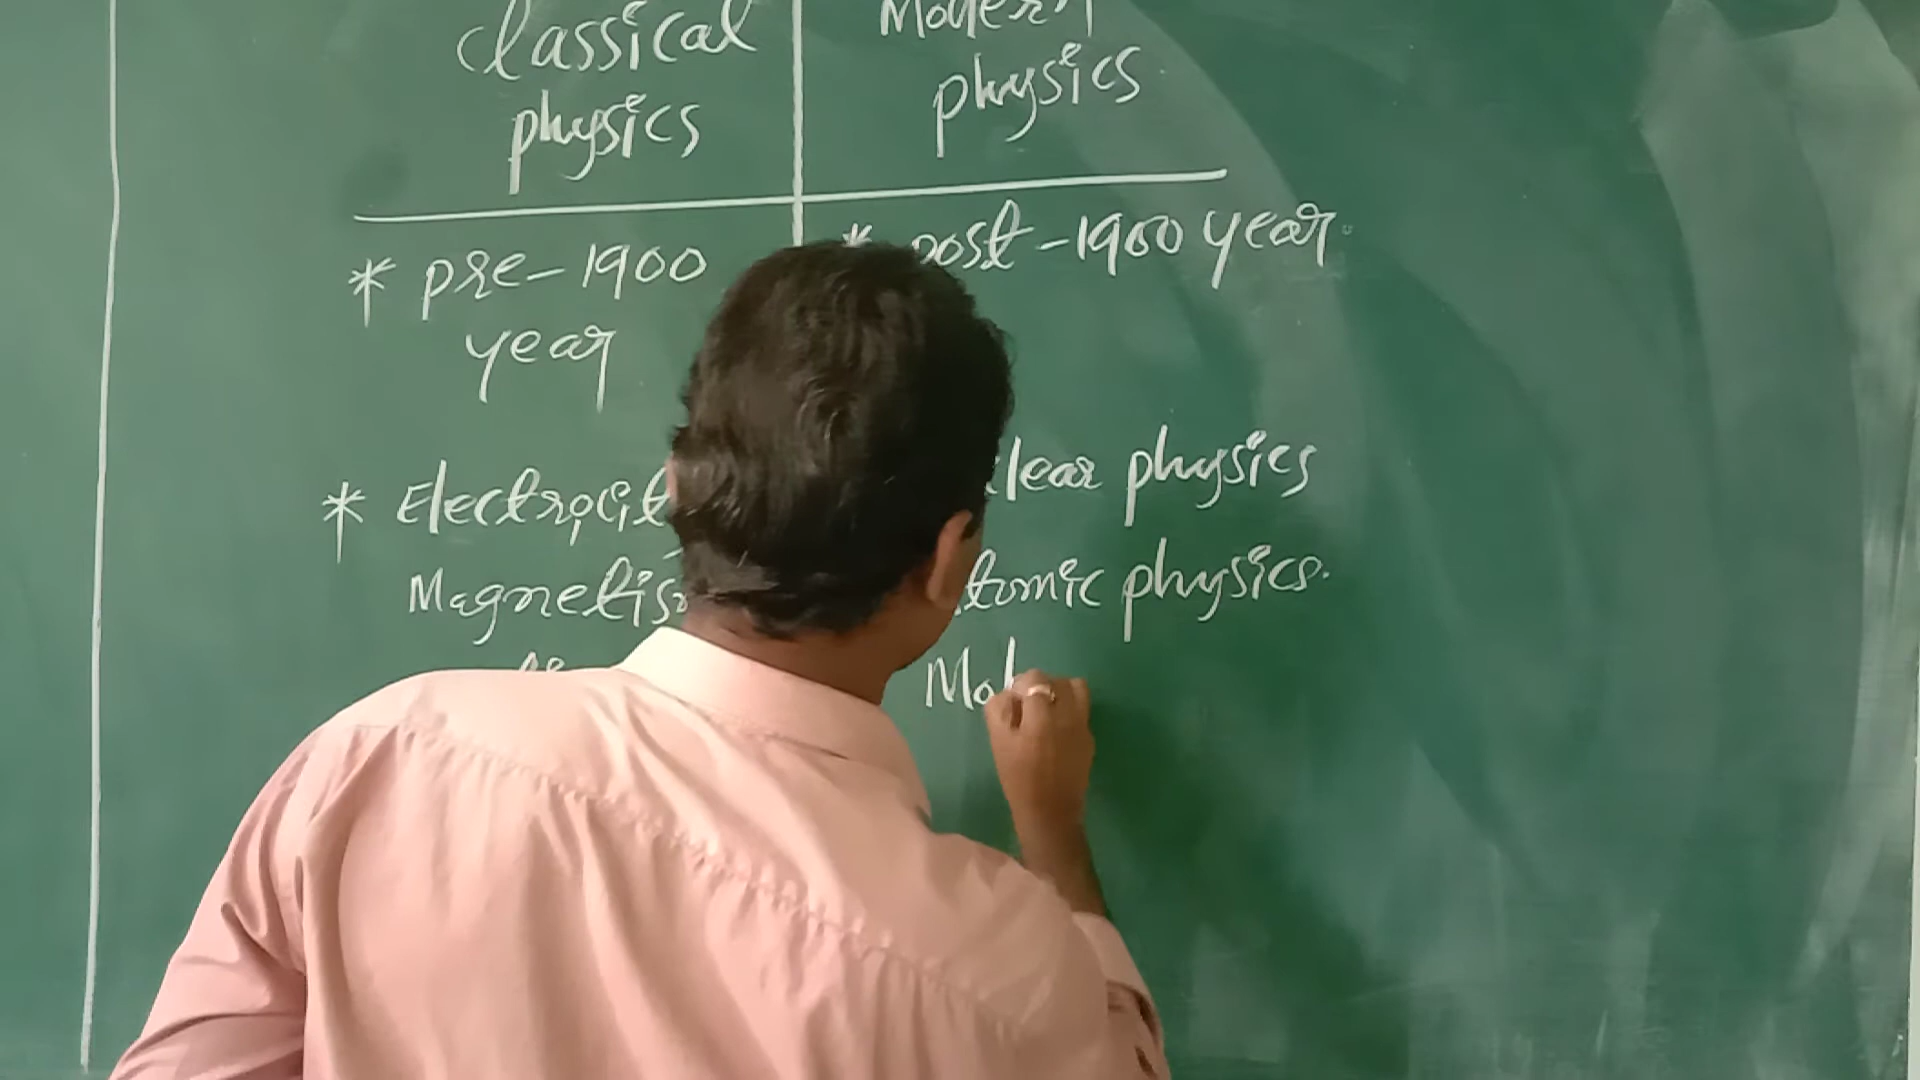 classical
physics
Modern
physics
* pre-1900
year
* post-1900 year.
* Electricit
Magnetis
lear physics
tomic physics.
Mol